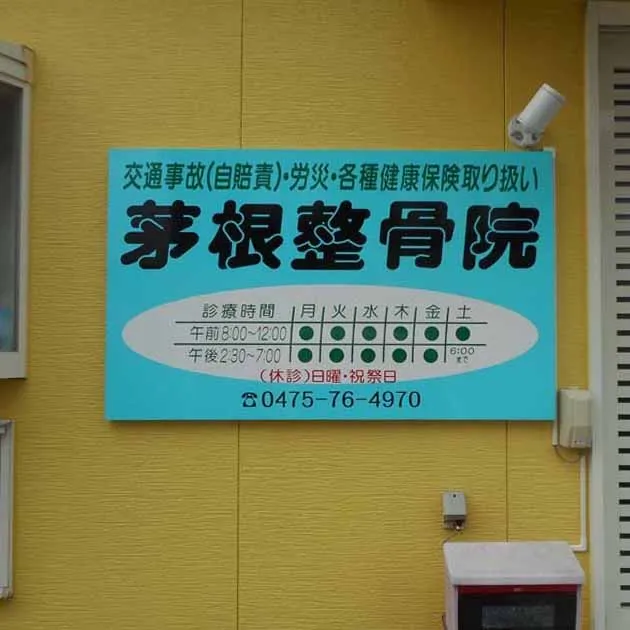 交通事故(自賠責)・労災・各種健康保険取り扱い
茅根整骨院
診療時間 月 火 水 木 金 土
午前8:00~12:00 ● ● ● ● ● ●
午後2:30~7:00 ● ● ● ● ● 6:00まで
(休診)日曜・祝祭日
☎0475-76-4970